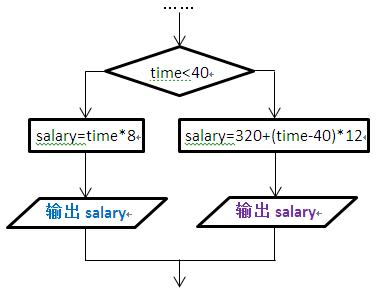 ……
time<40
salary=time*8
salary=320+(time-40)*12
输出 salary
输出 salary